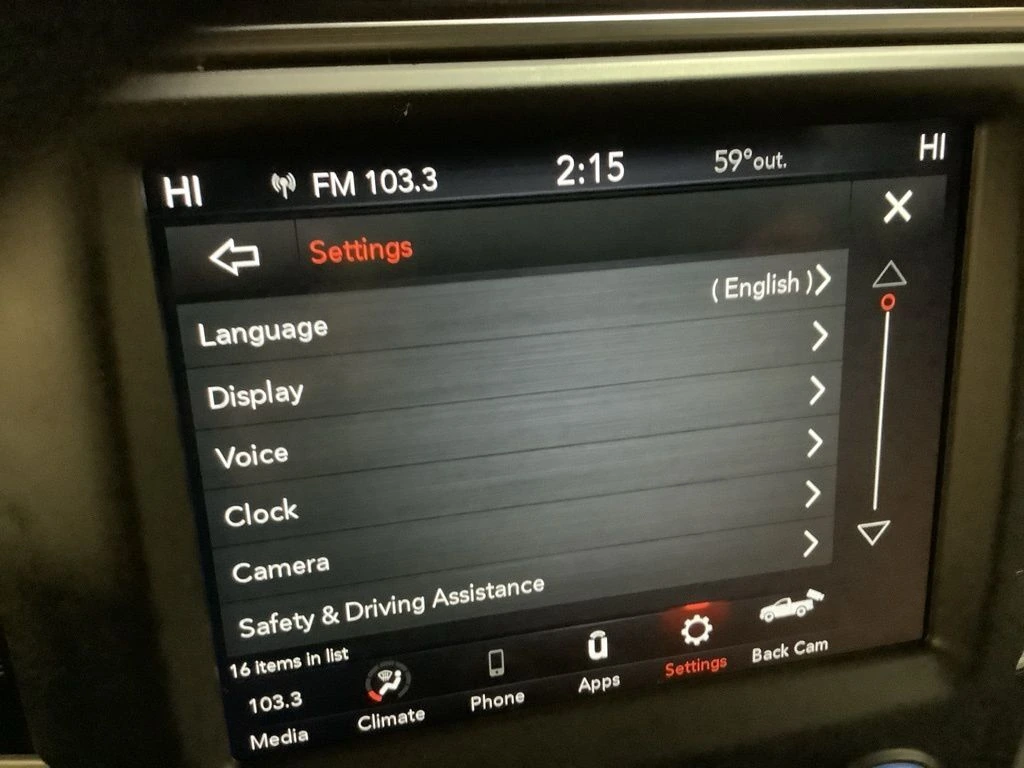 HI FM 103.3 2:15 59°out. HI
Settings
Language ( English )
Display
Voice
Clock
Camera
Safety & Driving Assistance
16 items in list
103.3
Media Climate Phone Apps Settings Back Cam